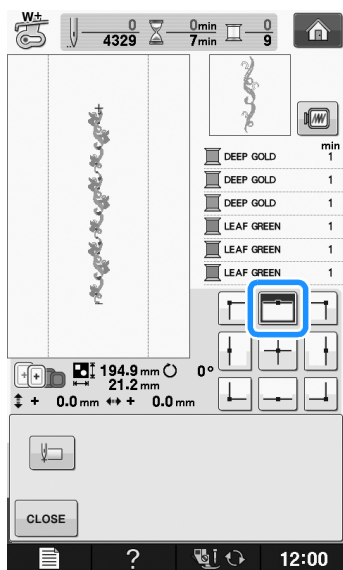 W+
0 0min 0
4329 7min 9
min
DEEP GOLD 1
DEEP GOLD 1
DEEP GOLD 1
LEAF GREEN 1
LEAF GREEN 1
LEAF GREEN 1
194.9 mm 0°
21.2 mm
+ 0.0 mm + 0.0 mm
CLOSE
? 12:00